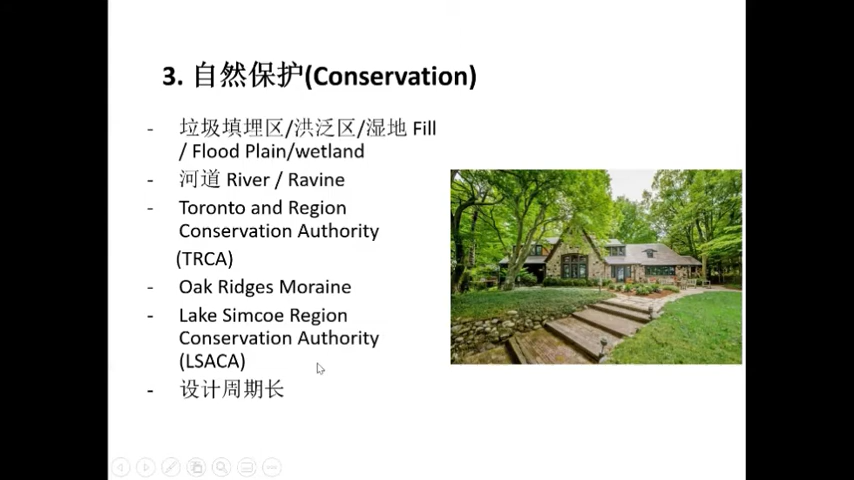 3. 自然保护(Conservation)
- 垃圾填埋区/洪泛区/湿地 Fill
/ Flood Plain/wetland
- 河道 River / Ravine
- Toronto and Region
Conservation Authority
(TRCA)
- Oak Ridges Moraine
- Lake Simcoe Region
Conservation Authority
(LSACA)
- 设计周期长